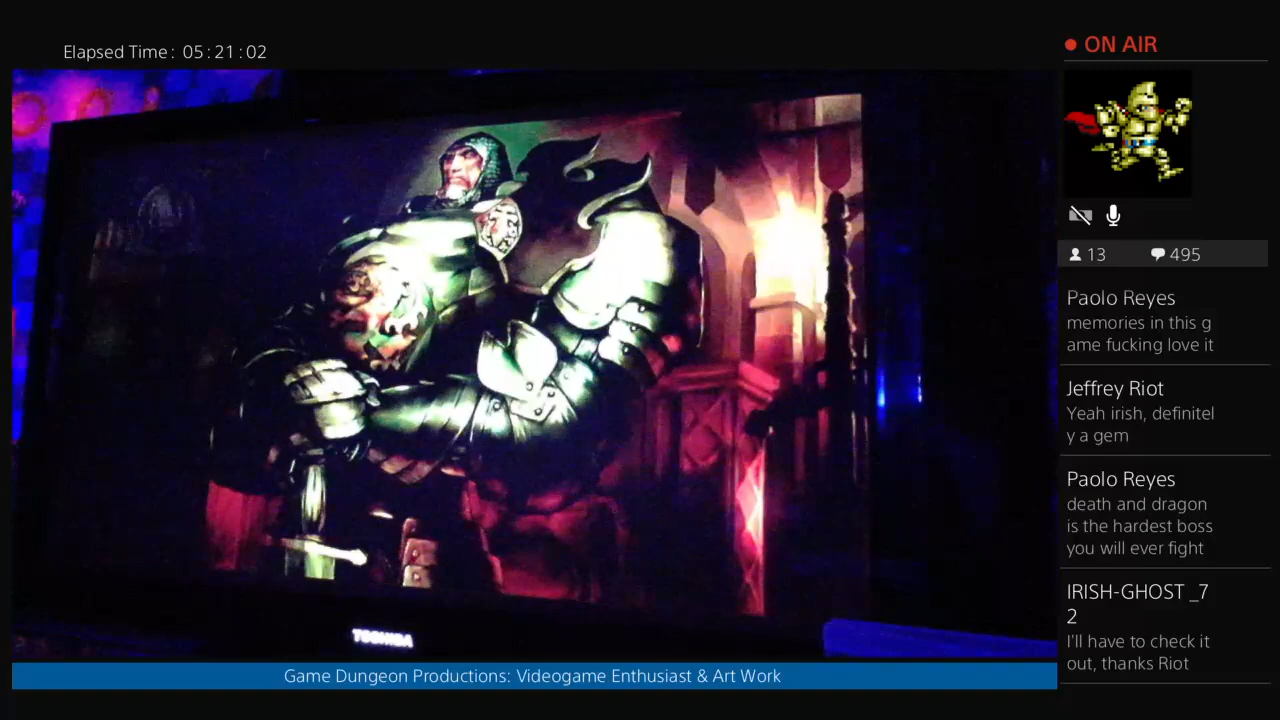 Elapsed Time: 05:21:02
ON AIR
13 495
Paolo Reyes
memories in this g
ame fucking love it
Jeffrey Riot
Yeah irish, definitel
y a gem
Paolo Reyes
death and dragon
is the hardest boss
you will ever fight
IRISH-GHOST _7
2
I'll have to check it
out, thanks Riot
TOSHIBA
Game Dungeon Productions: Videogame Enthusiast & Art Work